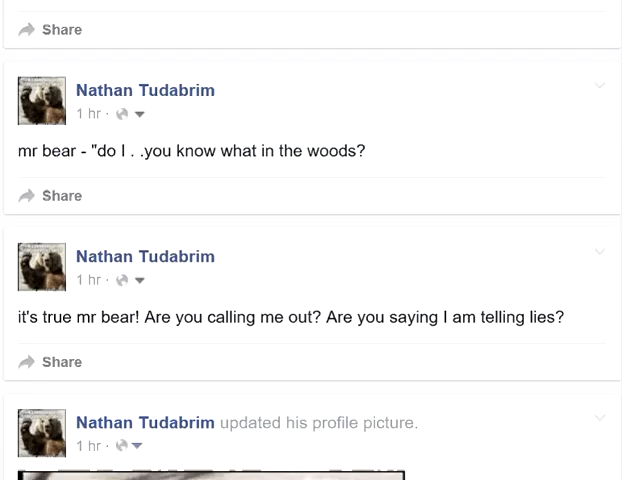 Share
Nathan Tudabrim
1 hr ·
mr bear - "do I . .you know what in the woods?
Share
Nathan Tudabrim
1 hr ·
it's true mr bear! Are you calling me out? Are you saying I am telling lies?
Share
Nathan Tudabrim updated his profile picture.
1 hr ·